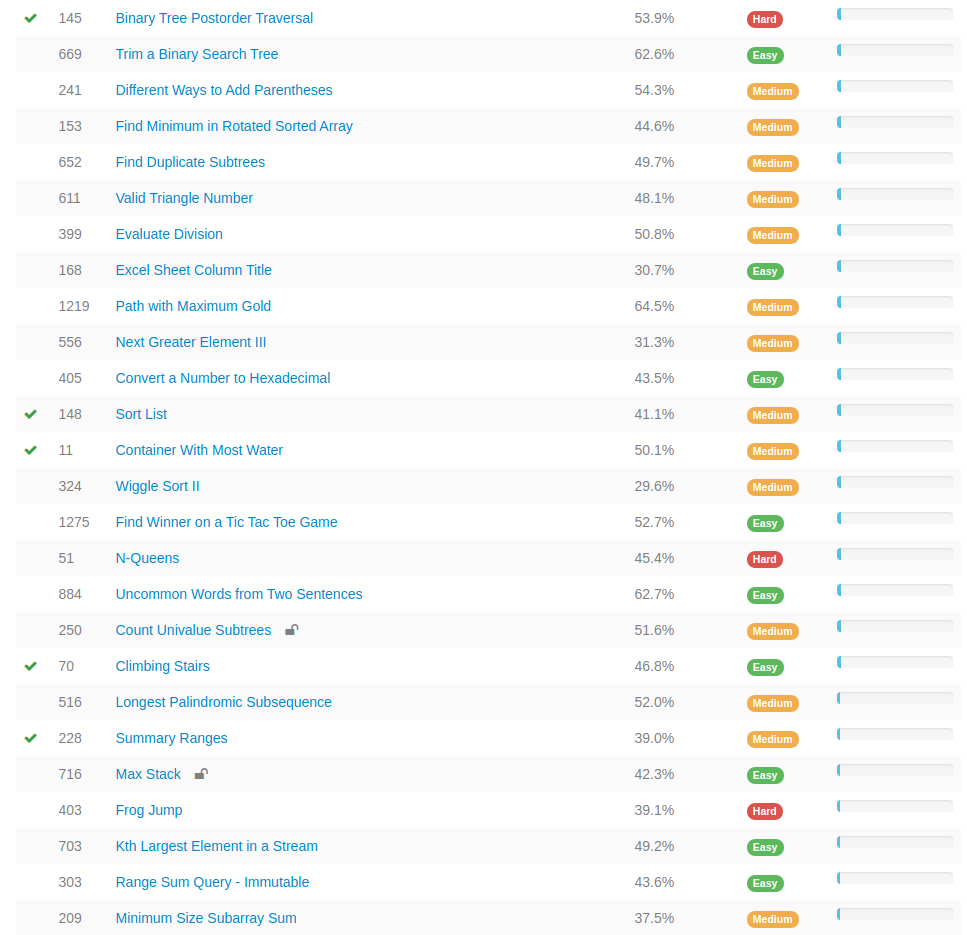 145 Binary Tree Postorder Traversal 53.9% Hard
669 Trim a Binary Search Tree 62.6% Easy
241 Different Ways to Add Parentheses 54.3% Medium
153 Find Minimum in Rotated Sorted Array 44.6% Medium
652 Find Duplicate Subtrees 49.7% Medium
611 Valid Triangle Number 48.1% Medium
399 Evaluate Division 50.8% Medium
168 Excel Sheet Column Title 30.7% Easy
1219 Path with Maximum Gold 64.5% Medium
556 Next Greater Element III 31.3% Medium
405 Convert a Number to Hexadecimal 43.5% Easy
148 Sort List 41.1% Medium
11 Container With Most Water 50.1% Medium
324 Wiggle Sort II 29.6% Medium
1275 Find Winner on a Tic Tac Toe Game 52.7% Easy
51 N-Queens 45.4% Hard
884 Uncommon Words from Two Sentences 62.7% Easy
250 Count Univalue Subtrees 51.6% Medium
70 Climbing Stairs 46.8% Easy
516 Longest Palindromic Subsequence 52.0% Medium
228 Summary Ranges 39.0% Medium
716 Max Stack 42.3% Easy
403 Frog Jump 39.1% Hard
703 Kth Largest Element in a Stream 49.2% Easy
303 Range Sum Query - Immutable 43.6% Easy
209 Minimum Size Subarray Sum 37.5% Medium